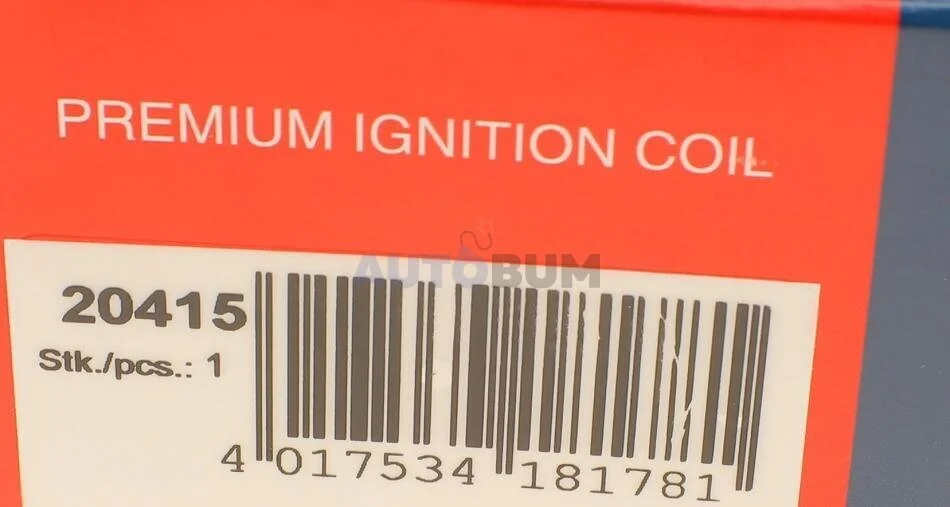 PREMIUM IGNITION COIL
AUTOBUM
20415
Stk./pcs.: 1
4 017534 181781